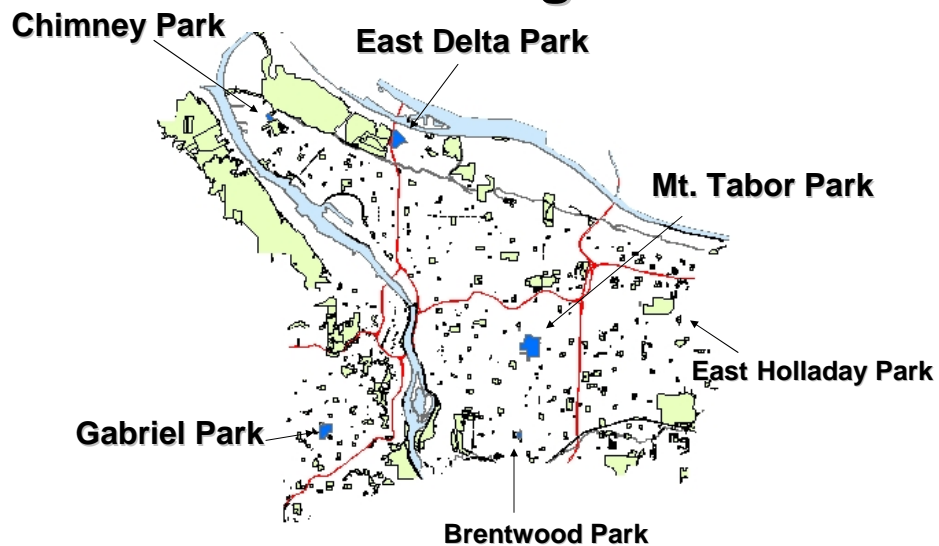 Chimney Park
East Delta Park
Mt. Tabor Park
East Holladay Park
Gabriel Park
Brentwood Park